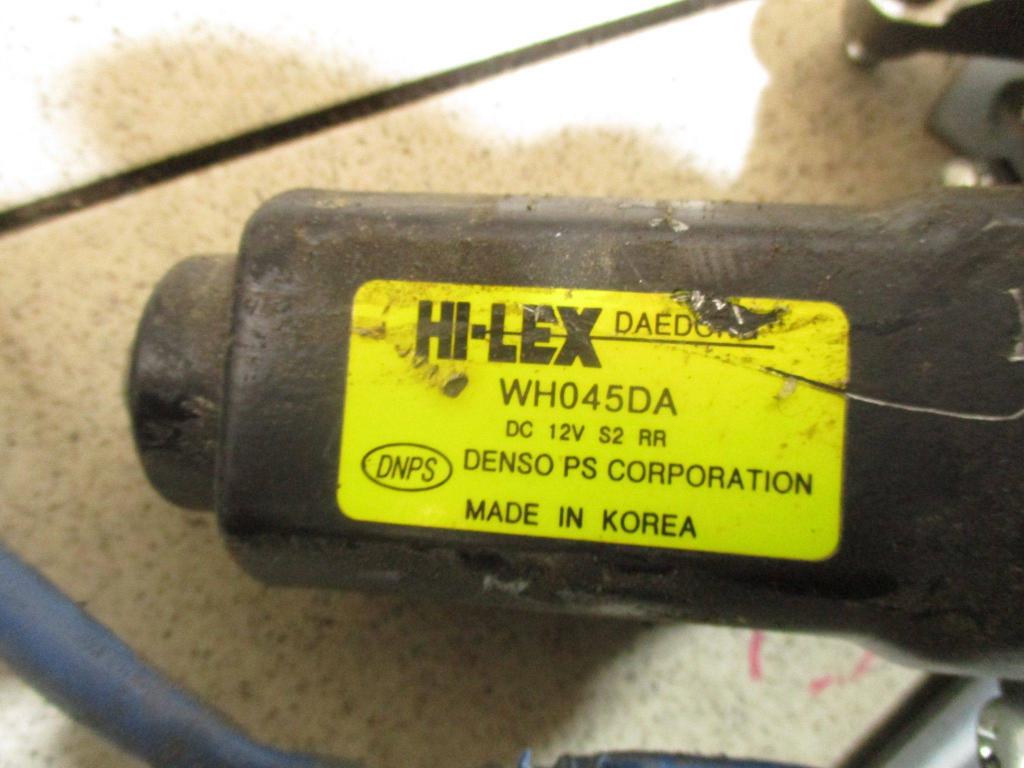 HI-LEX
WH045DA
DC 12V S2 RR
DNPS DENSO PS CORPORATION
MADE IN KOREA